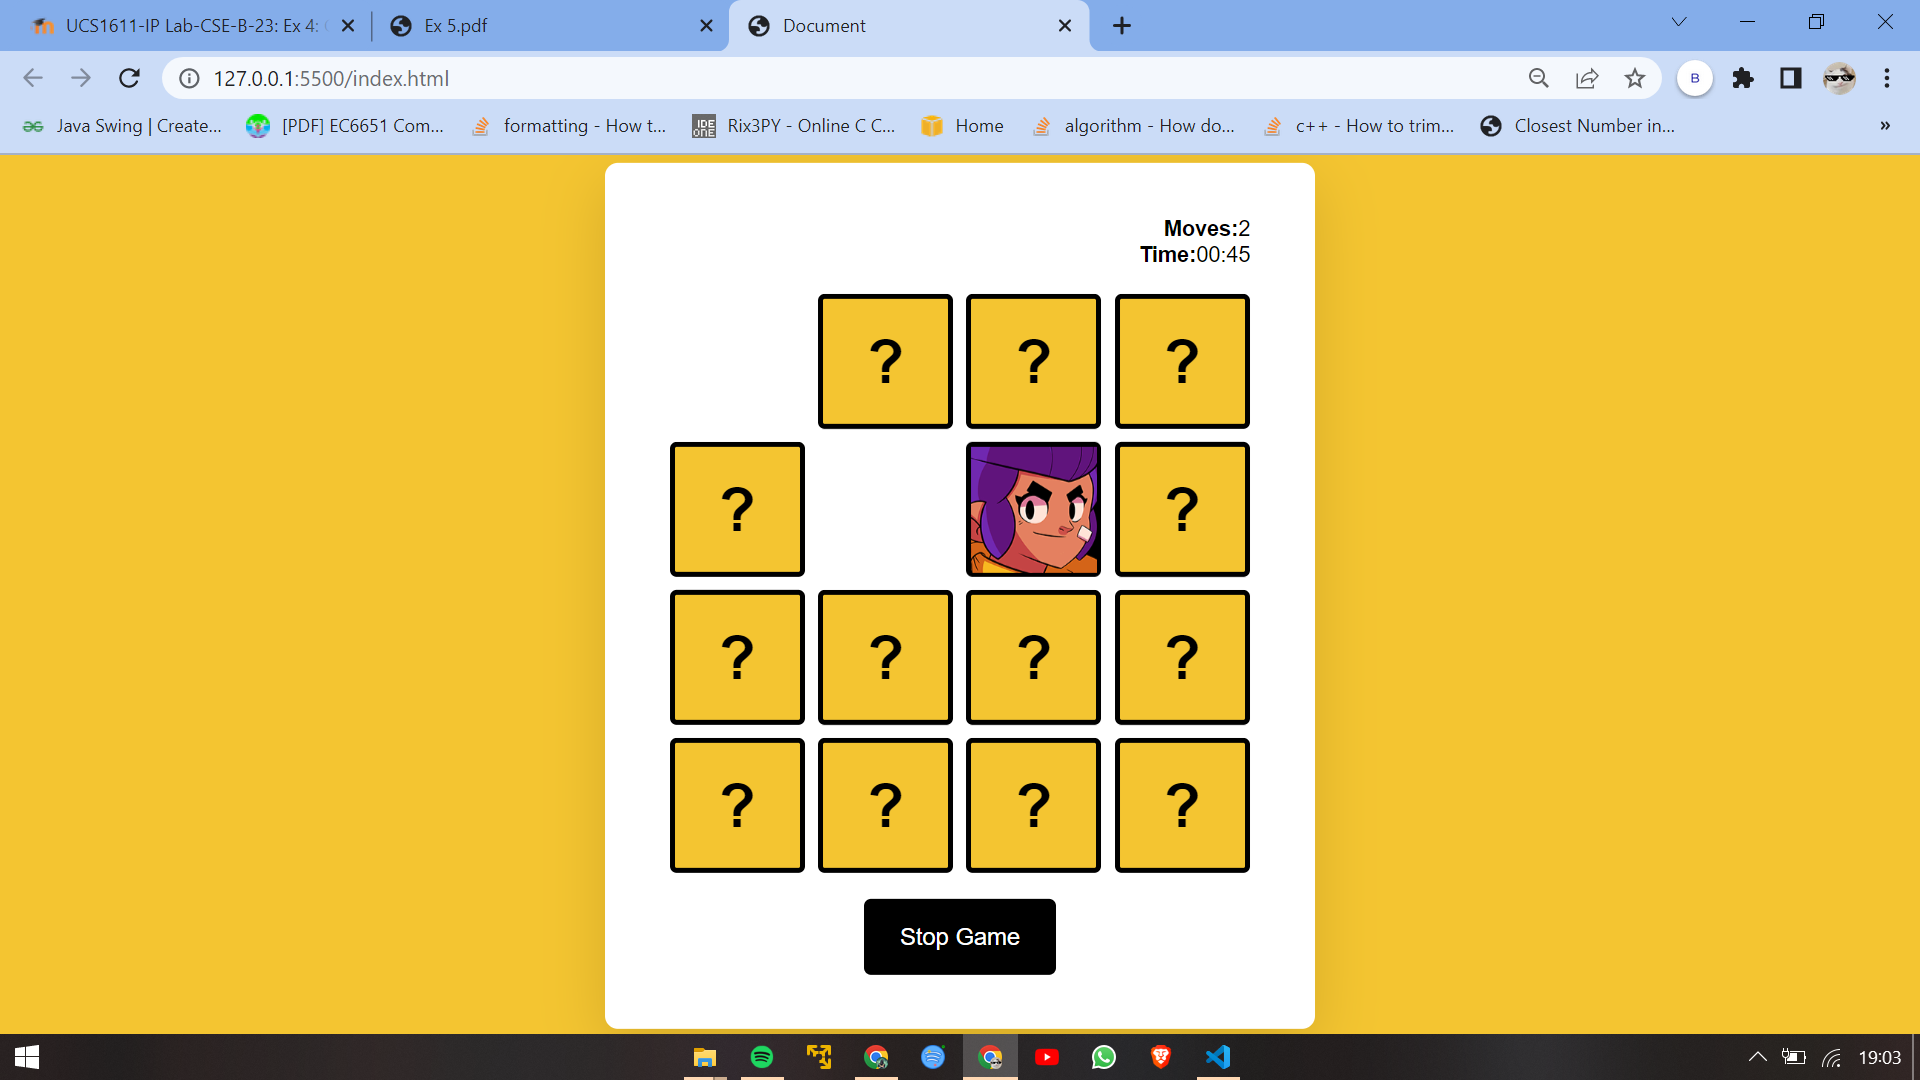 UCS1611-IP Lab-CSE-B-23: Ex 4:
Ex 5.pdf
Document
127.0.0.1:5500/index.html
B
Java Swing | Create...
[PDF] EC6651 Com...
formatting - How t...
IDE ONE
Rix3PY - Online C C...
Home
algorithm - How do...
c++ - How to trim...
Closest Number in...
»
Moves:2
Time:00:45
? ? ?
? ?
? ? ? ?
? ? ? ?
Stop Game
19:03